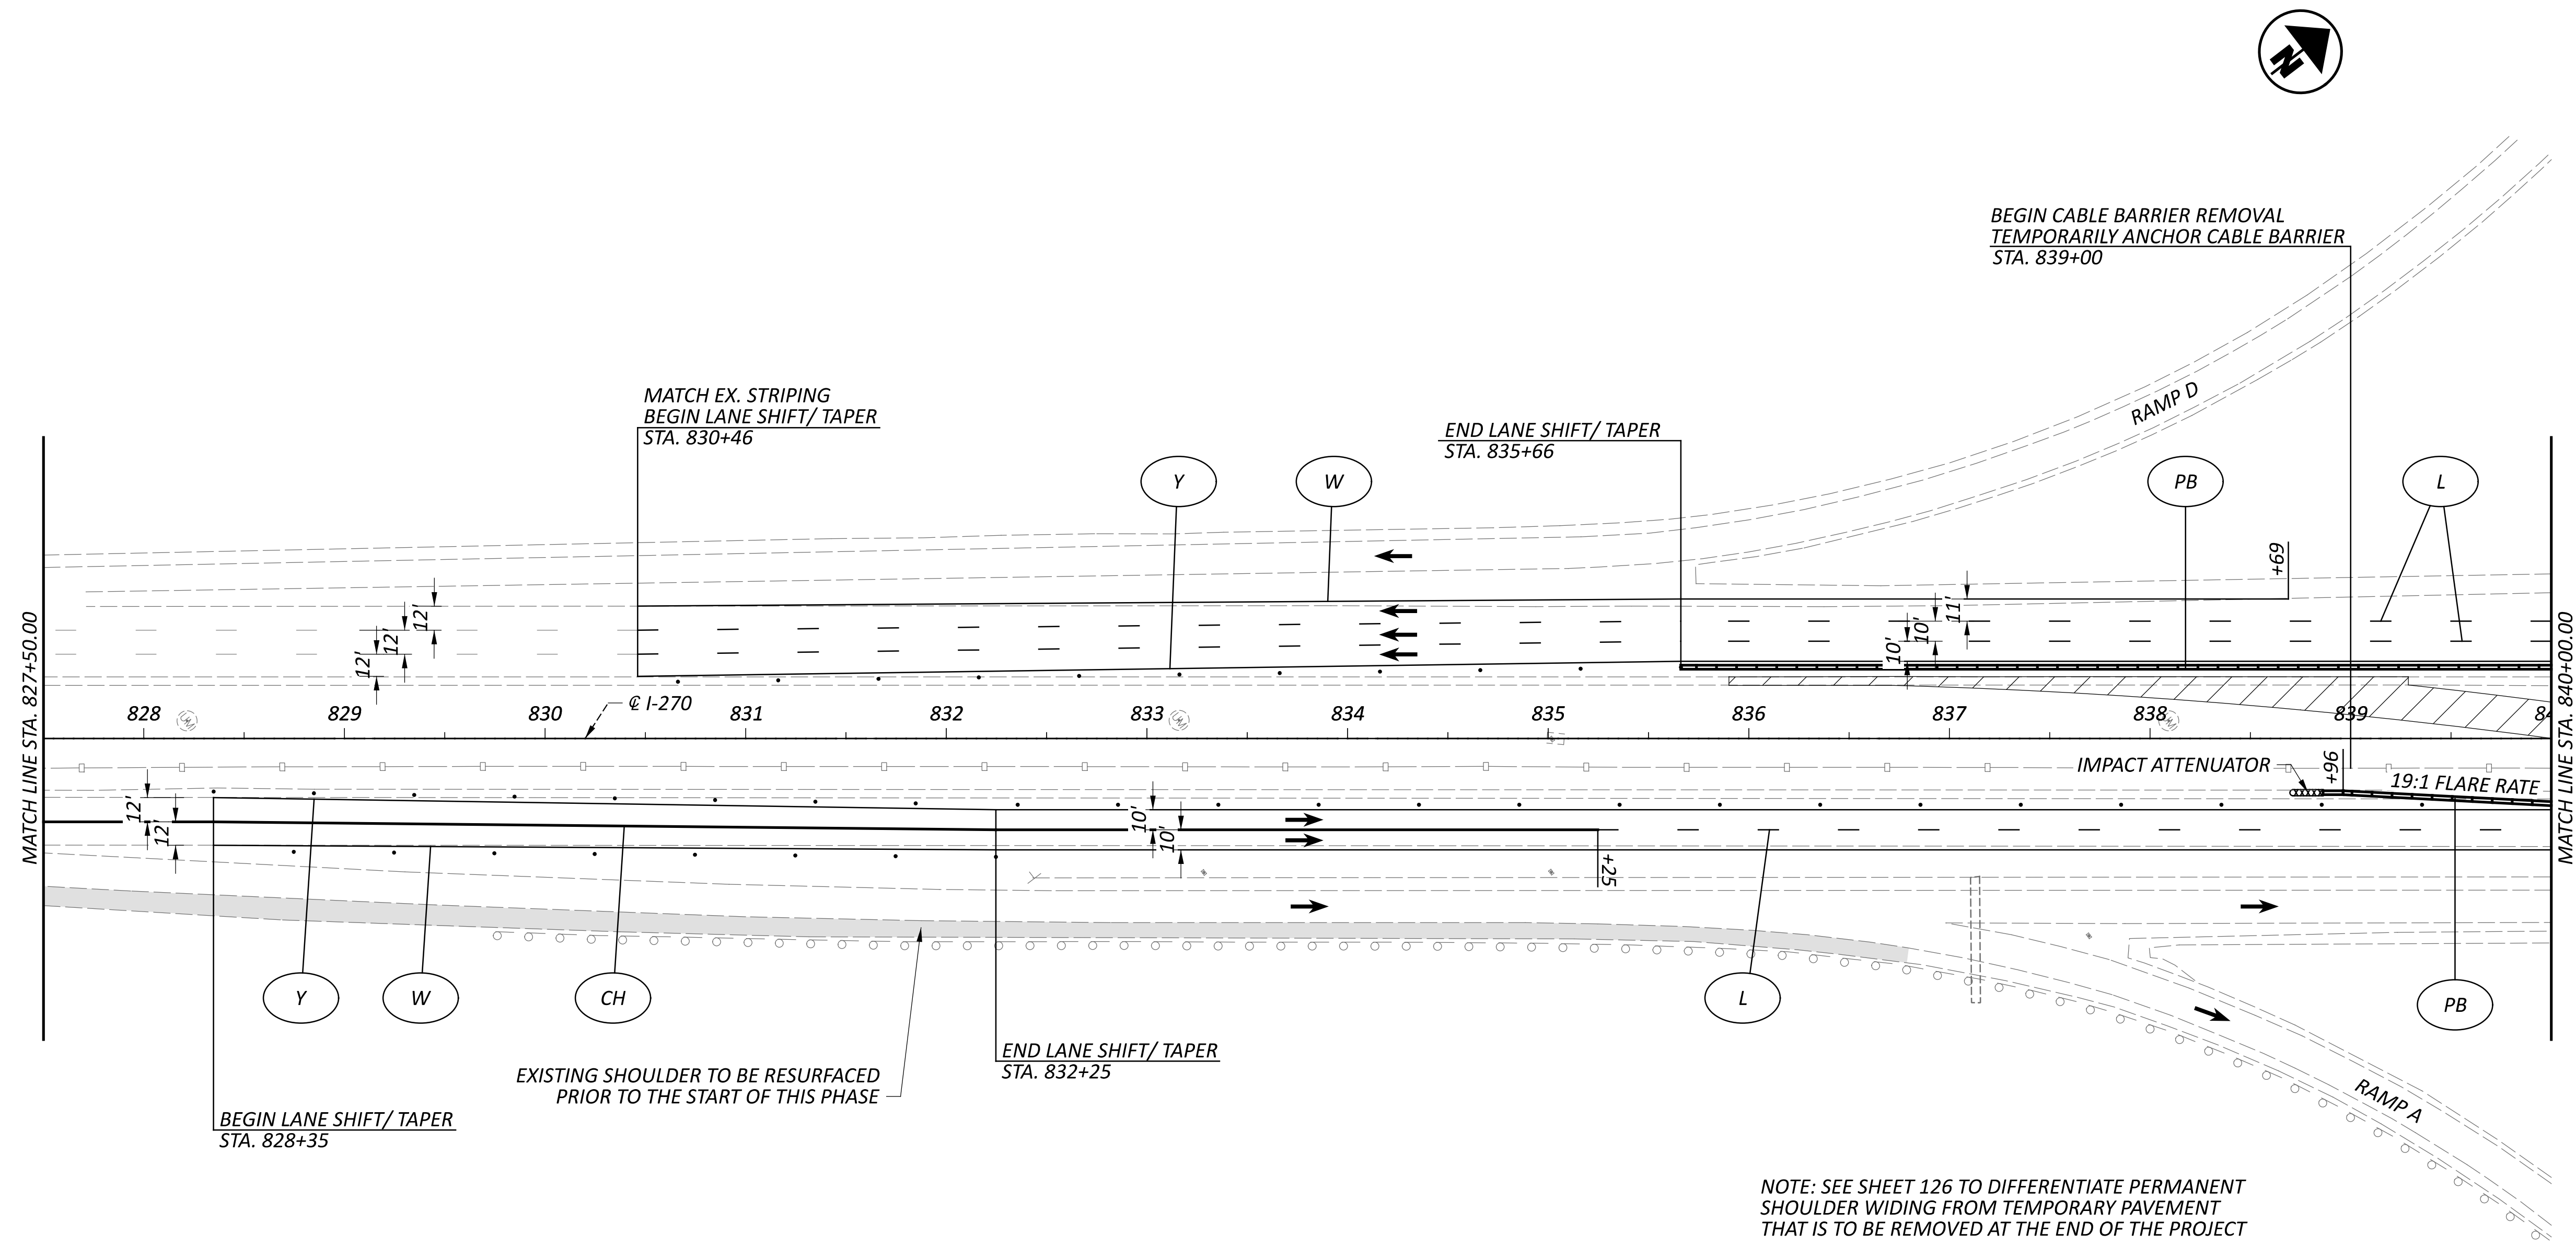 N
BEGIN CABLE BARRIER REMOVAL
TEMPORARILY ANCHOR CABLE BARRIER
STA. 839+00
RAMP D
MATCH EX. STRIPING
BEGIN LANE SHIFT/ TAPER
STA. 830+46
END LANE SHIFT/ TAPER
STA. 835+66
Y
W
PB
L
+69
12'
12'
12'
11'
10'
10'
MATCH LINE STA. 827+50.00
MATCH LINE STA. 840+00.00
℄ I-270
828
829
830
831
832
833
834
835
836
837
838
839
84
IMPACT ATTENUATOR
+96
19:1 FLARE RATE
12'
12'
10'
10'
+25
Y
W
CH
L
PB
END LANE SHIFT/ TAPER
STA. 832+25
EXISTING SHOULDER TO BE RESURFACED
PRIOR TO THE START OF THIS PHASE
BEGIN LANE SHIFT/ TAPER
STA. 828+35
RAMP A
NOTE: SEE SHEET 126 TO DIFFERENTIATE PERMANENT
SHOULDER WIDING FROM TEMPORARY PAVEMENT
THAT IS TO BE REMOVED AT THE END OF THE PROJECT